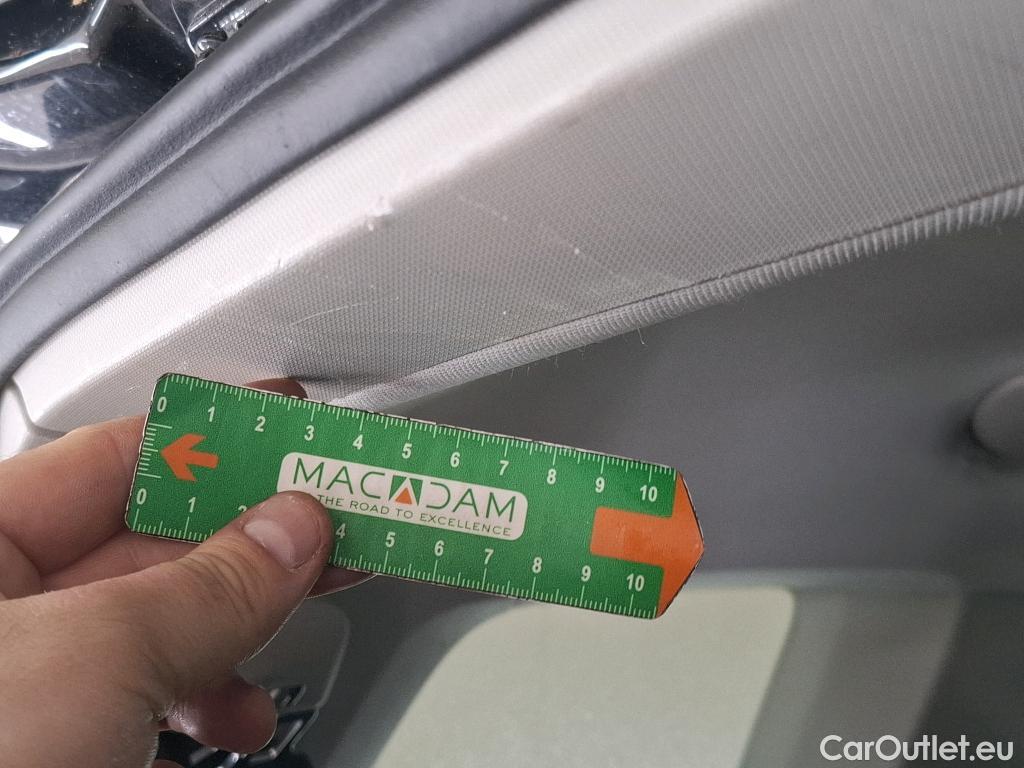 0 1 2 3 4 5 6 7 8 9 10
MACADAM
THE ROAD TO EXCELLENCE
0 1 2 4 5 6 7 8 9 10
CarOutlet.eu